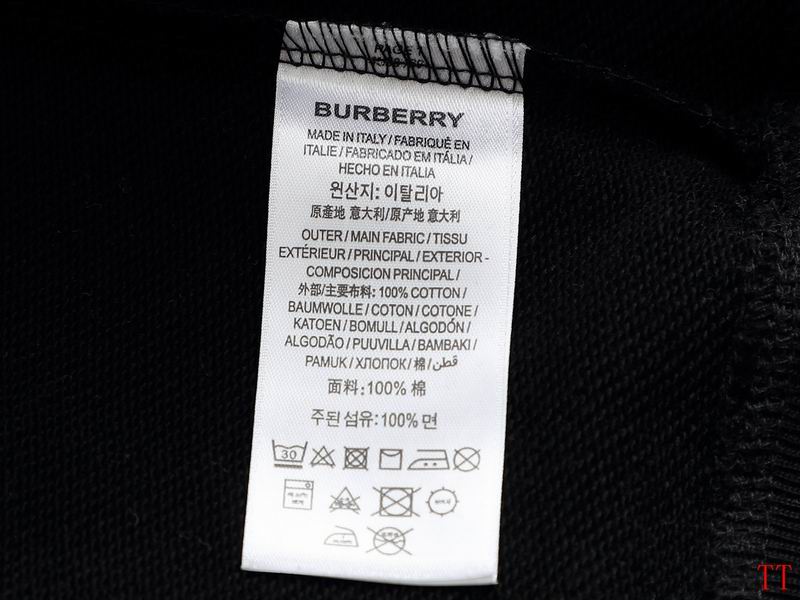 PAGE 1
BURBERRY
MADE IN ITALY / FABRIQUÉ EN
ITALIE / FABRICADO EM ITÁLIA /
HECHO EN ITALIA
원산지: 이탈리아
原產地 意大利/原产地 意大利
OUTER / MAIN FABRIC / TISSU
EXTÉRIEUR / PRINCIPAL / EXTERIOR -
COMPOSICION PRINCIPAL /
外部/主要布料: 100% COTTON /
BAUMWOLLE / COTON / COTONE /
KATOEN / BOMULL / ALGODÓN /
ALGODÃO / PUUVILLA / BAMBAKI /
PAMUK / ХЛОПОК / 棉 / قطن
面料: 100% 棉
주된 섬유: 100% 면
30
TT